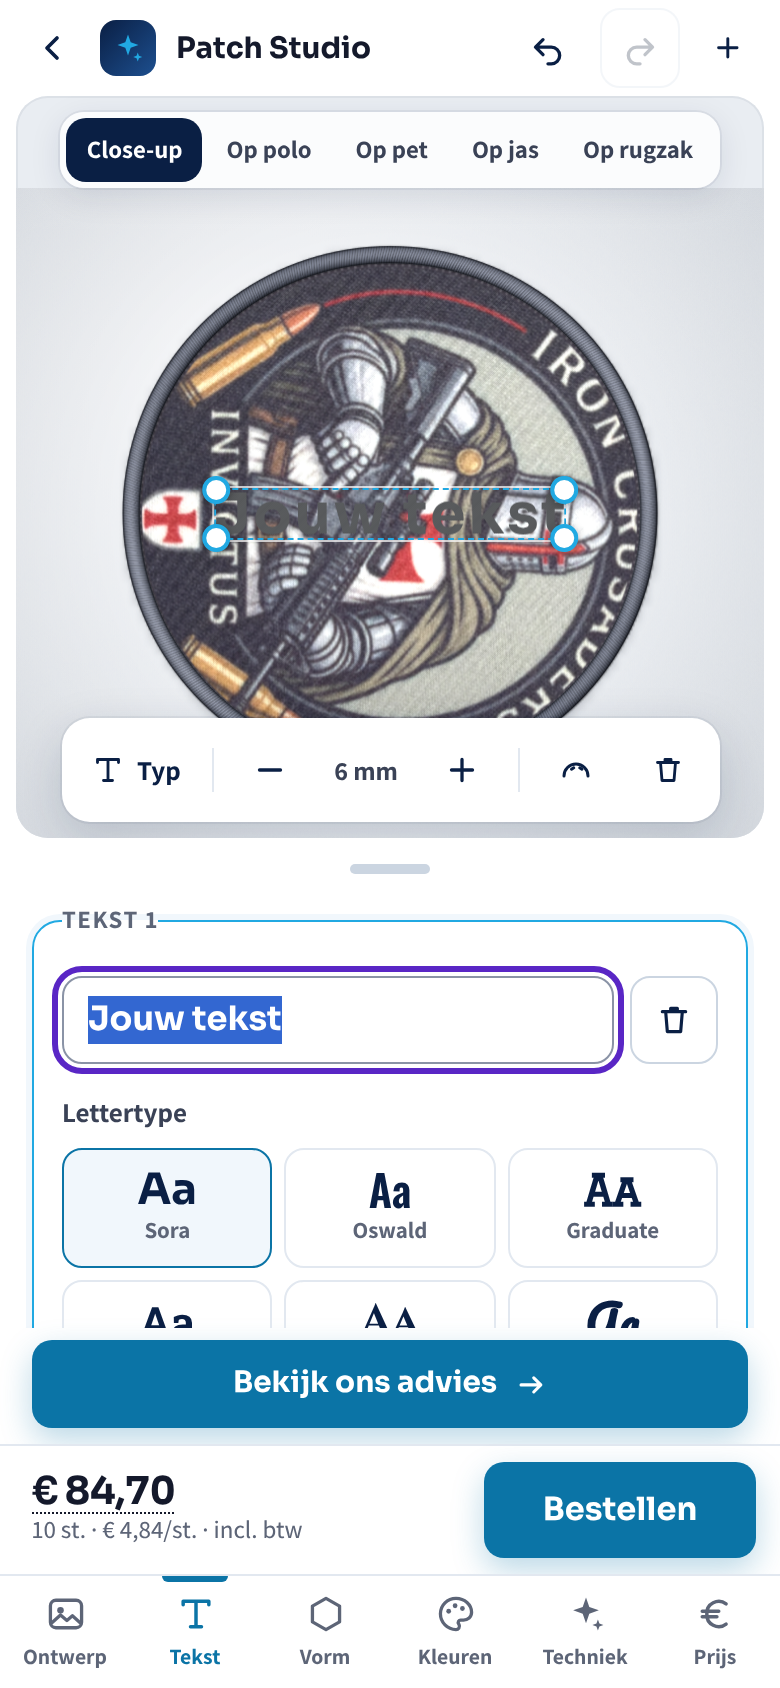 Patch Studio
Close-up
Op polo
Op pet
Op jas
Op rugzak
IRON CRUSADERS
INVICTUS
Jouw tekst
Typ
6 mm
TEKST 1
Jouw tekst
Lettertype
Aa
Sora
Aa
Oswald
AA
Graduate
Aa
AA
Bekijk ons advies →
€ 84,70
10 st. · € 4,84/st. · incl. btw
Bestellen
Ontwerp
Tekst
Vorm
Kleuren
Techniek
Prijs